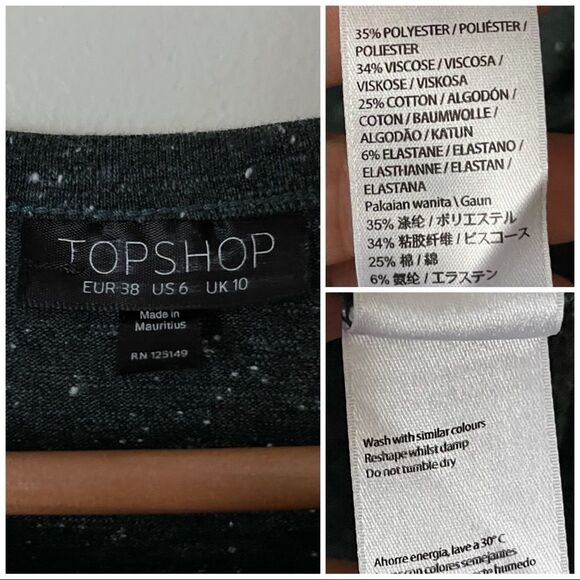 TOPSHOP
EUR 38 US 6 UK 10
Made in
Mauritius
RN 125149
35% POLYESTER / POLIÉSTER /
POLIESTER
34% VISCOSE / VISCOSA /
VISKOSE / VISKOSA
25% COTTON / ALGODÓN /
COTON / BAUMWOLLE /
ALGODÃO / KATUN
6% ELASTANE / ELASTANO /
ELASTHANNE / ELASTAN /
ELASTANA
Pakaian wanita \ Gaun
35% 涤纶 / ポリエステル
34% 粘胶纤维 / ビスコース
25% 棉 / 綿
6% 氨纶 / エラステン
Wash with similar colours
Reshape whilst damp
Do not tumble dry
Ahorre energía, lave a 30°C
con colores semejantes
humedo